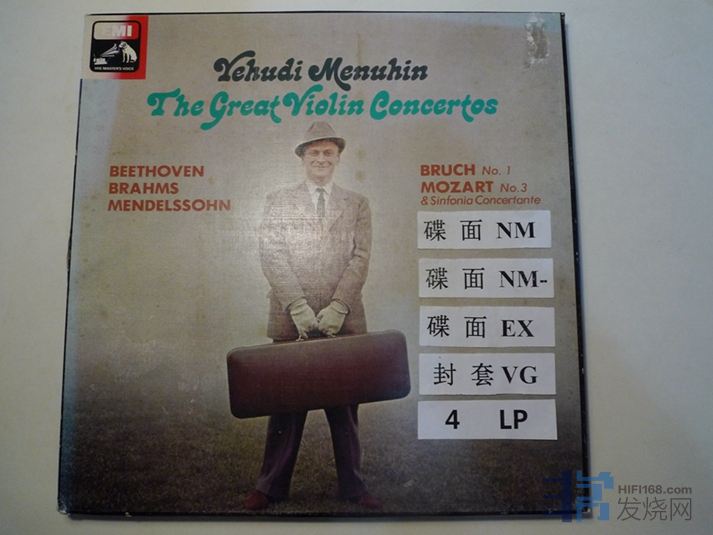 EMI
HIS MASTER'S VOICE
Yehudi Menuhin
The Great Violin Concertos
BEETHOVEN
BRAHMS
MENDELSSOHN
BRUCH No. 1
MOZART No. 3
& Sinfonia Concertante
碟 面 NM
碟 面 NM-
碟 面 EX
封 套 VG
4 LP
HIFI168.com
发烧网